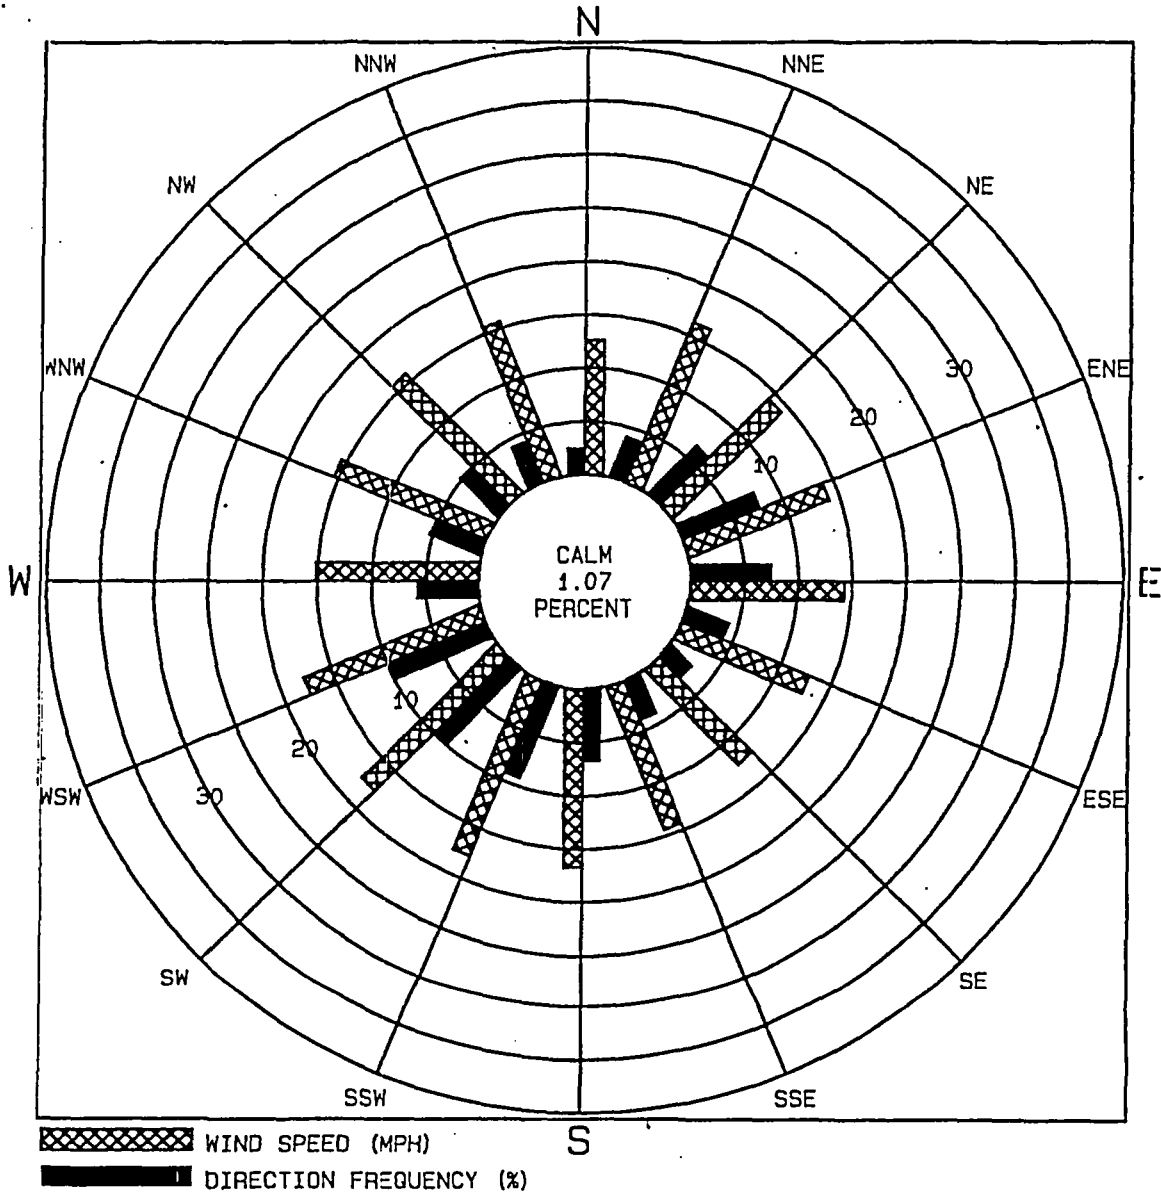 N
NNW
NNE
NW
NE
WNW
30
ENE
20
10
CALM
W
1.07
E
PERCENT
10
20
WSW
30
ESE
SW
SE
SSW
SSE
S
WIND SPEED (MPH)
DIRECTION FREQUENCY (%)